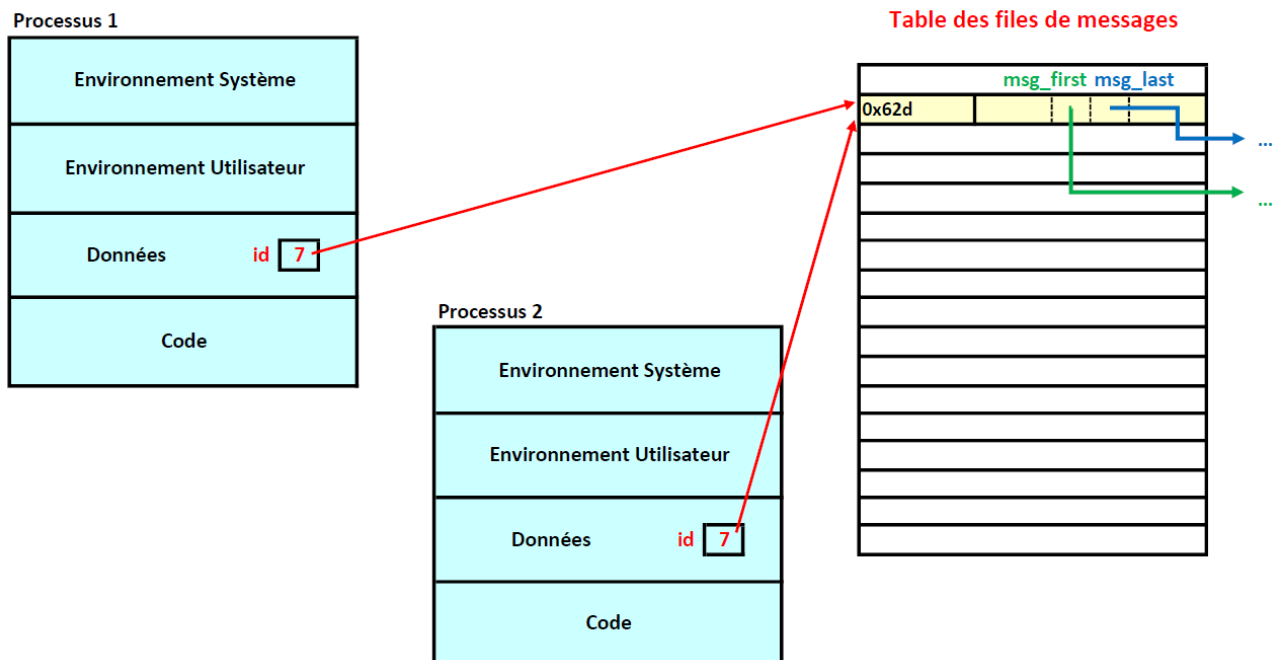 Processus 1
Environnement Système
Environnement Utilisateur
Données id 7
Code
Processus 2
Environnement Système
Environnement Utilisateur
Données id 7
Code
Table des files de messages
msg_first msg_last
0x62d
...
...